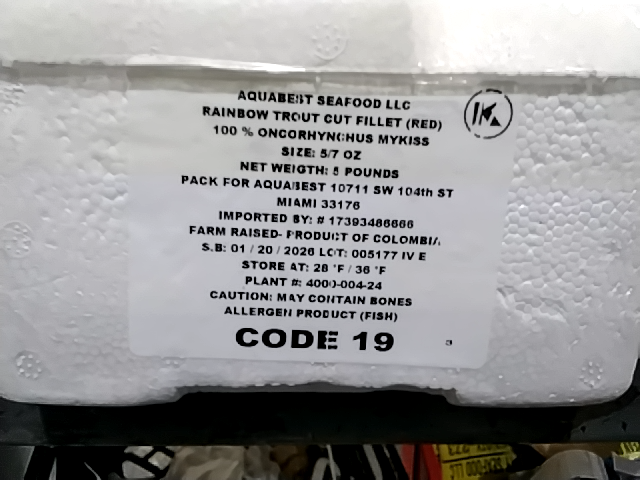 AQUABEST SEAFOOD LLC
RAINBOW TROUT CUT FILLET (RED)
100 % ONCORHYNCHUS MYKISS
SIZE: 5/7 OZ
NET WEIGTH: 5 POUNDS
PACK FOR AQUABEST 10711 SW 104th ST
MIAMI 33176
IMPORTED BY: # 17393486666
FARM RAISED- PRODUCT OF COLOMBIA
S.B: 01 / 20 / 2026 LOT: 005177 IV E
STORE AT: 28 °F / 36 °F
PLANT #: 4000-004-24
CAUTION: MAY CONTAIN BONES
ALLERGEN PRODUCT (FISH)
CODE 19